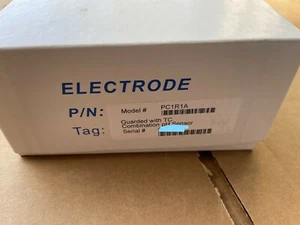 ELECTRODE
P/N: Model # PC1R1A
Guarded with TC
Tag: Combination pH Sensor
Serial #